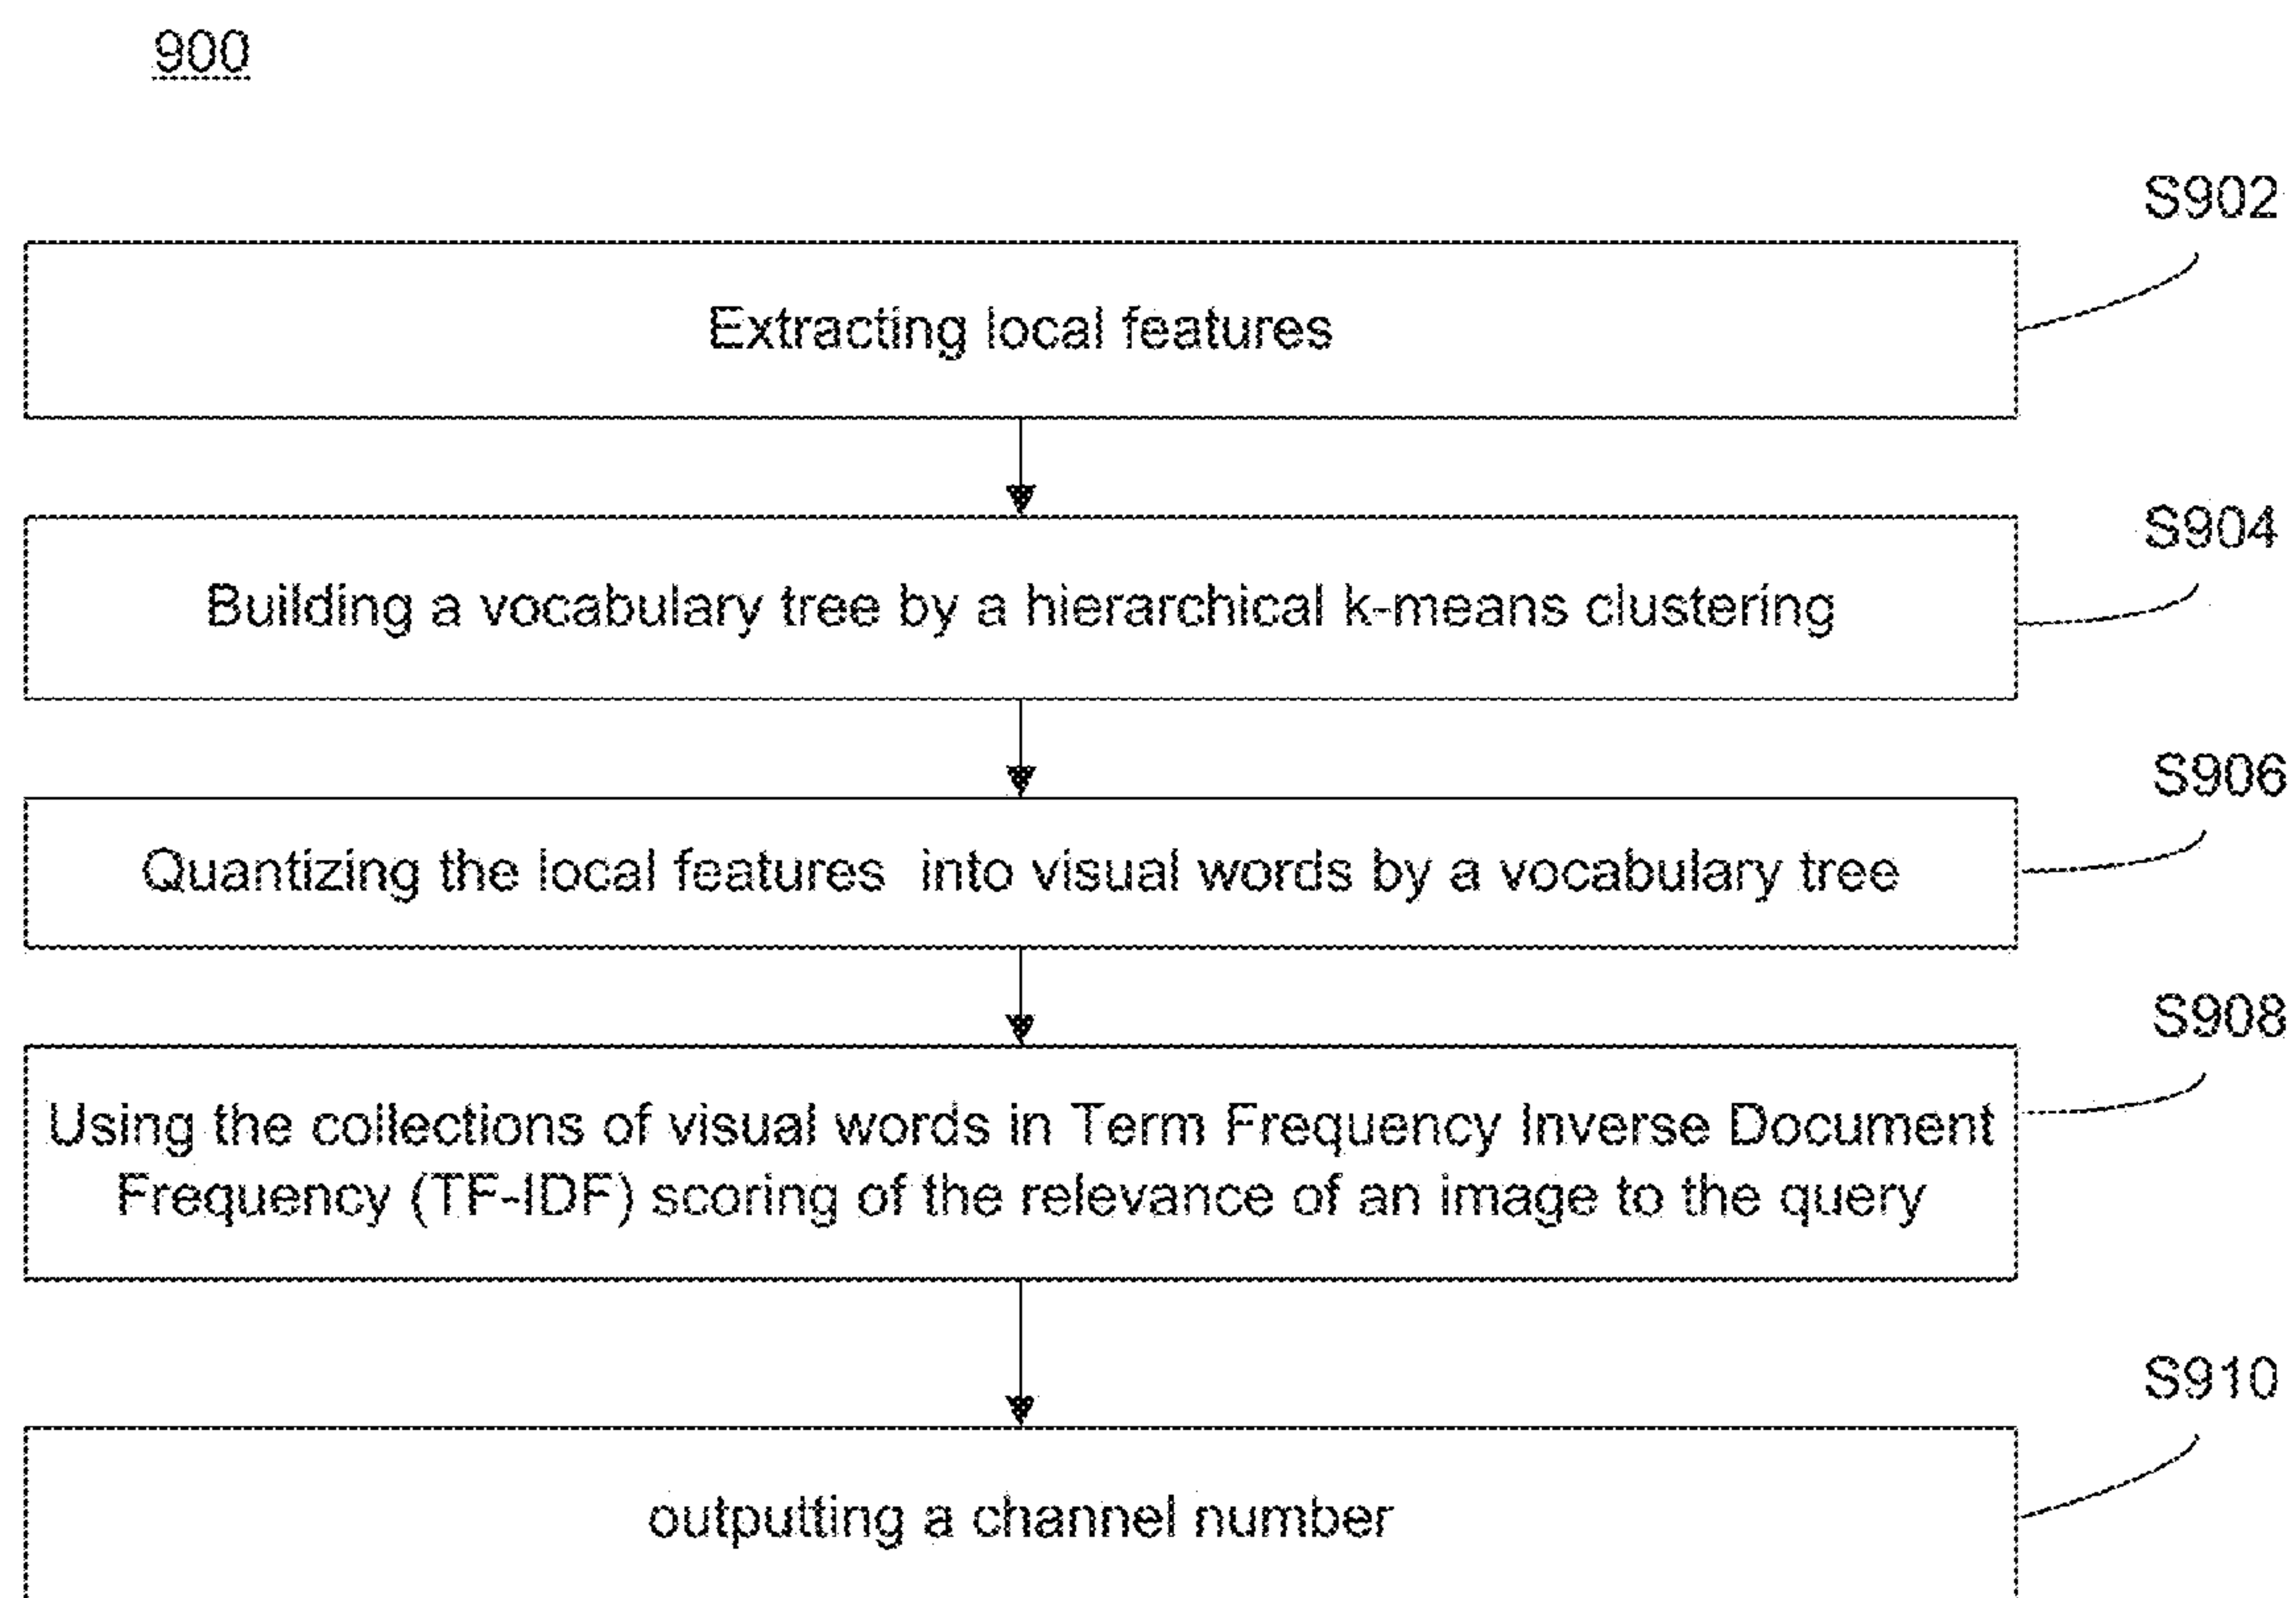 900
S902
Extracting local features
S904
Building a vocabulary tree by a hierarchical k-means clustering
S906
Quantizing the local features into visual words by a vocabulary tree
S908
Using the collections of visual words in Term Frequency Inverse Document
Frequency (TF-IDF) scoring of the relevance of an image to the query
S910
outputting a channel number